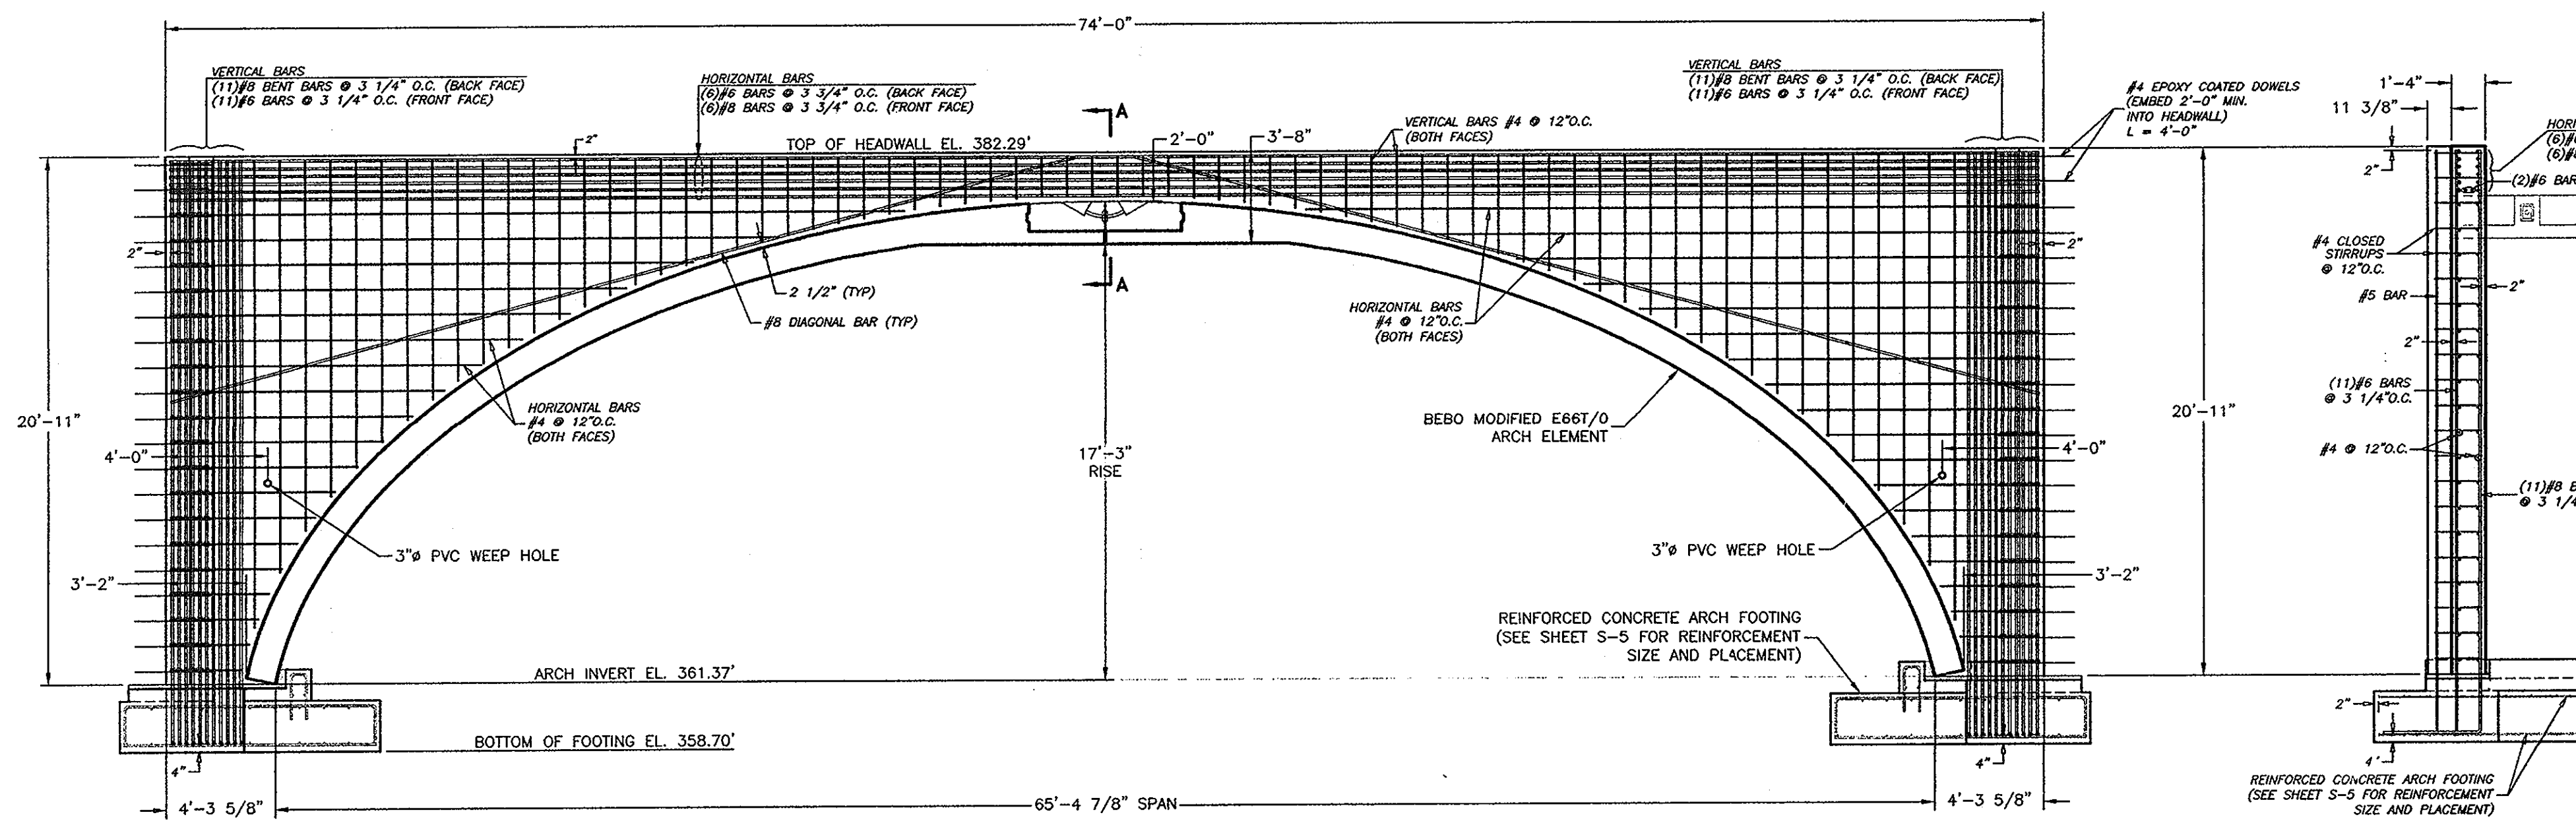 74'-0"
VERTICAL BARS
(11)#8 BENT BARS @ 3 1/4" O.C. (BACK FACE)
(11)#6 BARS @ 3 1/4" O.C. (FRONT FACE)
HORIZONTAL BARS
(6)#6 BARS @ 3 3/4" O.C. (BACK FACE)
(6)#8 BARS @ 3 3/4" O.C. (FRONT FACE)
A
VERTICAL BARS #4 @ 12"O.C.
(BOTH FACES)
VERTICAL BARS
(11)#8 BENT BARS @ 3 1/4" O.C. (BACK FACE)
(11)#6 BARS @ 3 1/4" O.C. (FRONT FACE)
#4 EPOXY COATED DOWELS
(EMBED 2'-0" MIN.
INTO HEADWALL)
L = 4'-0"
1'-4"
11 3/8"
(6)#6
(2)#6 BAR
2"
TOP OF HEADWALL EL. 382.29'
2'-0"
3'-8"
2"
2"
2"
2"
#4 CLOSED
STIRRUPS
@ 12"O.C.
#5 BAR
2"
2"
2 1/2" (TYP)
#8 DIAGONAL BAR (TYP)
A
HORIZONTAL BARS
#4 @ 12"O.C.
(BOTH FACES)
HORIZONTAL BARS
#4 @ 12"O.C.
(BOTH FACES)
20'-11"
4'-0"
17'-3"
RISE
BEBO MODIFIED E66T/0
ARCH ELEMENT
4'-0"
20'-11"
(11)#6 BARS
@ 3 1/4"O.C.
#4 @ 12"O.C.
(11)#8 B
@ 3 1/4
3"ø PVC WEEP HOLE
3"ø PVC WEEP HOLE
3'-2"
3'-2"
REINFORCED CONCRETE ARCH FOOTING
(SEE SHEET S-5 FOR REINFORCEMENT
SIZE AND PLACEMENT)
ARCH INVERT EL. 361.37'
BOTTOM OF FOOTING EL. 358.70'
4"
4"
2"
4'
REINFORCED CONCRETE ARCH FOOTING
(SEE SHEET S-5 FOR REINFORCEMENT
SIZE AND PLACEMENT)
4'-3 5/8"
65'-4 7/8" SPAN
4'-3 5/8"